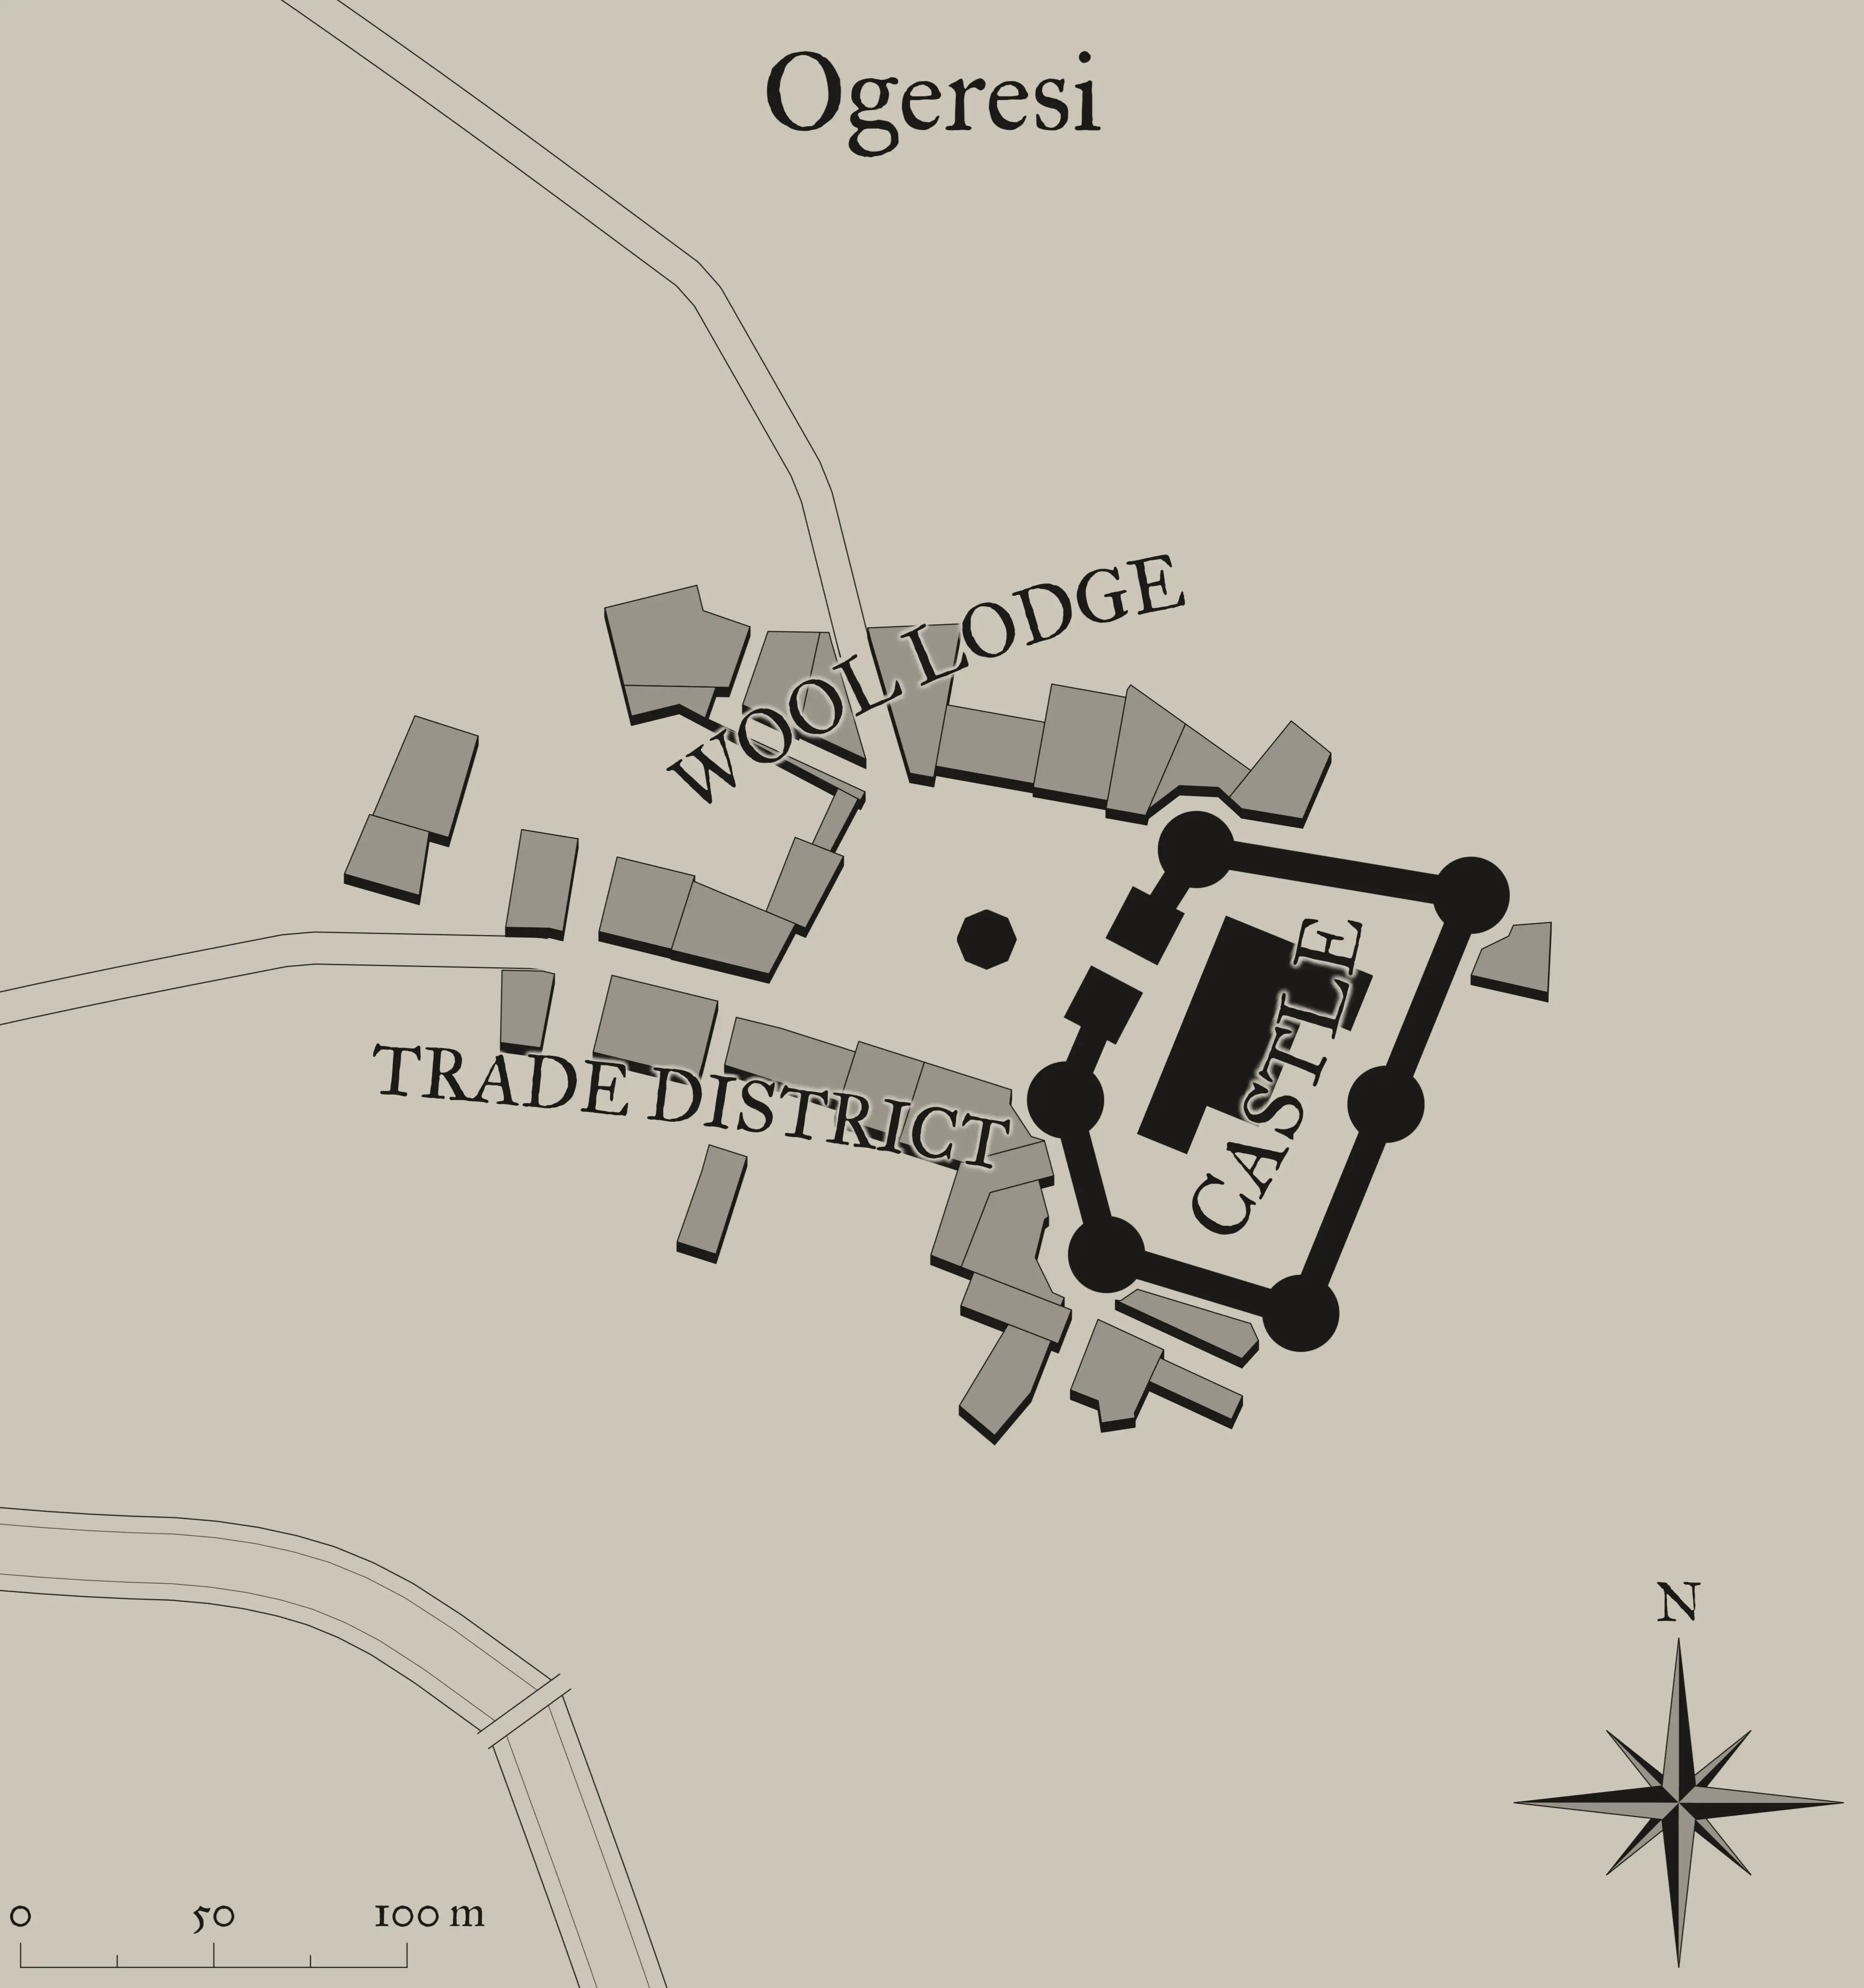 Ogeresi
WOOL LODGE
CASTLE
TRADE DISTRICT
N
0 50 100 m